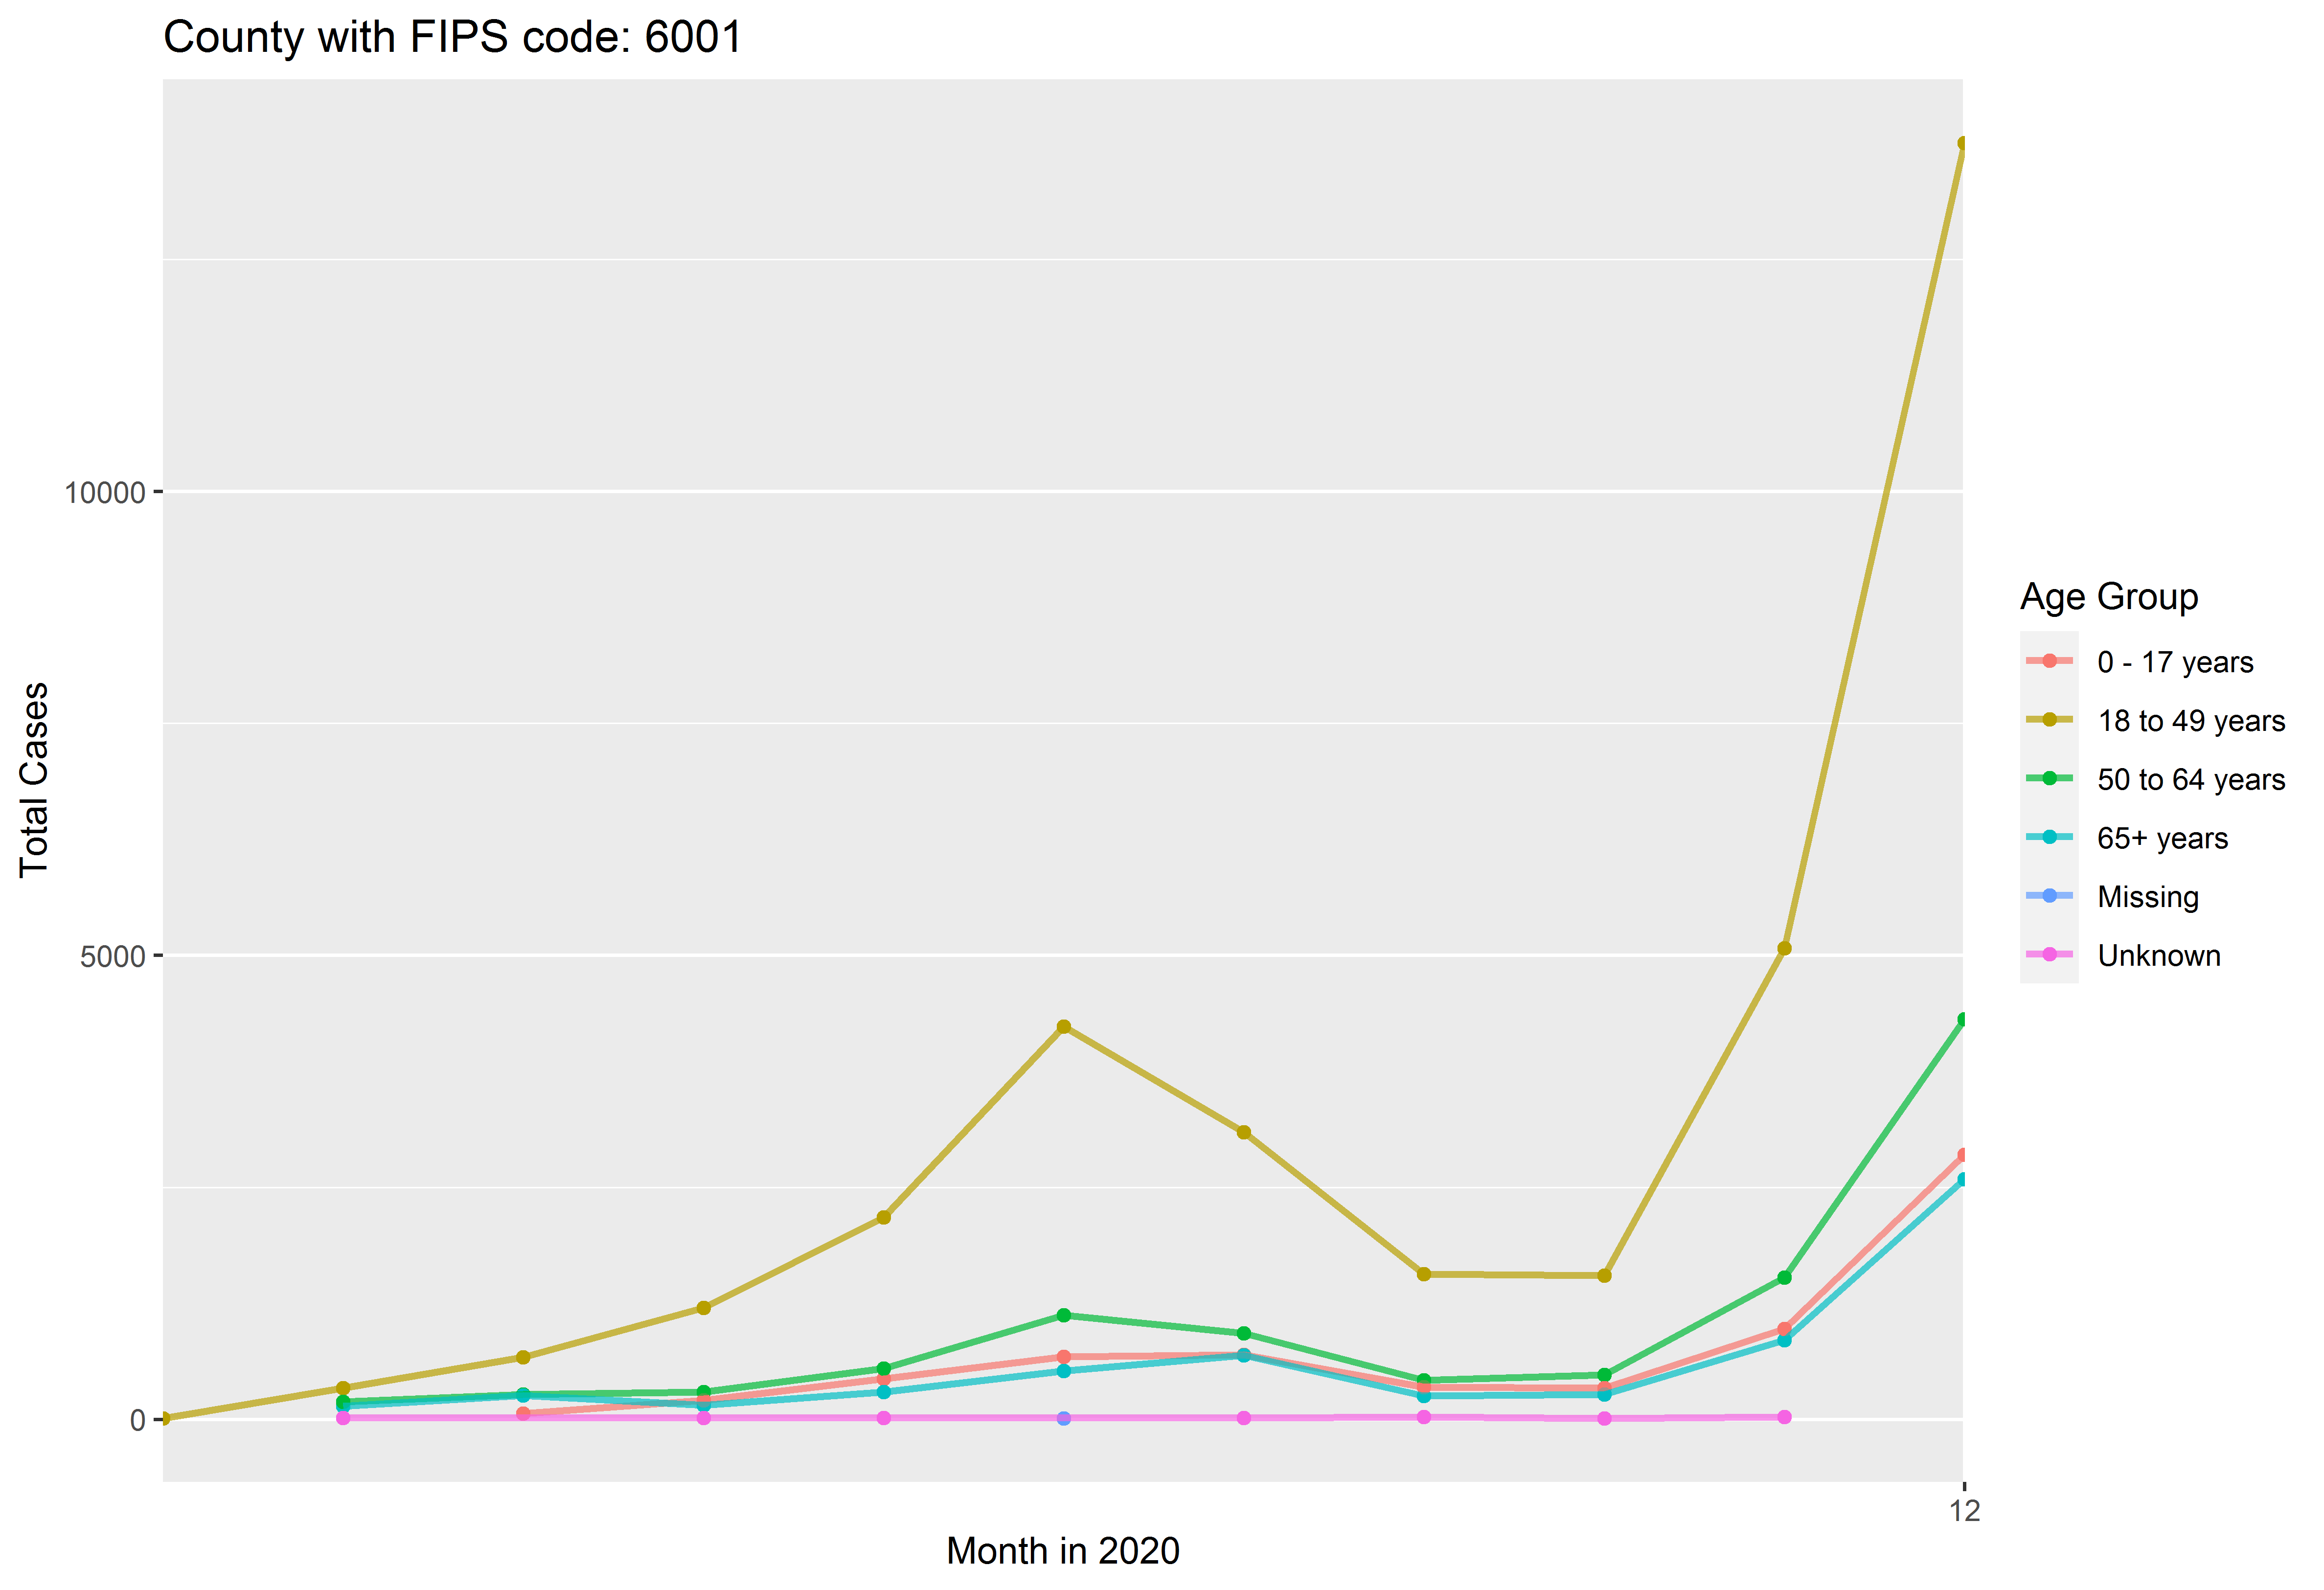 County with FIPS code: 6001
Total Cases
10000
5000
0
12
Month in 2020
Age Group
0 - 17 years
18 to 49 years
50 to 64 years
65+ years
Missing
Unknown